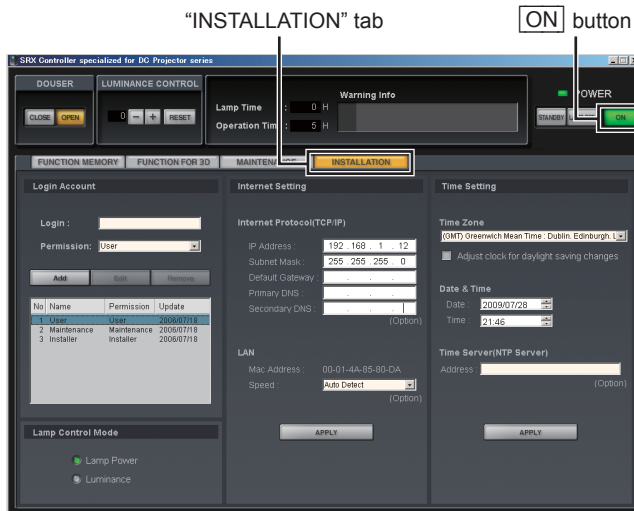 “INSTALLATION” tab
ON button
SRX Controller specialized for DC Projector series
DOUSER
LUMINANCE CONTROL
Warning Info
POWER
CLOSE OPEN
0 - + RESET
Lamp Time : 0 H
Operation Time : 5 H
STANDBY ON
FUNCTION MEMORY FUNCTION FOR 3D MAINTENANCE INSTALLATION
Login Account
Login :
Permission: User
Add Edit Remove
No Name Permission Update
1 User User 2006/07/18
2 Maintenance Maintenance 2006/07/18
3 Installer Installer 2006/07/18
Lamp Control Mode
Lamp Power
Luminance
Internet Setting
Internet Protocol(TCP/IP)
IP Address : 192 . 168 . 1 . 12
Subnet Mask : 255 . 255 . 255 . 0
Default Gateway : . . .
Primary DNS : . . .
Secondary DNS : . . .
(Option)
LAN
Mac Address : 00-01-4A-85-80-DA
Speed : Auto Detect
(Option)
APPLY
Time Setting
Time Zone
(GMT) Greenwich Mean Time : Dublin. Edinburgh. L
Adjust clock for daylight saving changes
Date & Time
Date : 2009/07/28
Time : 21:46
Time Server(NTP Server)
Address :
(Option)
APPLY